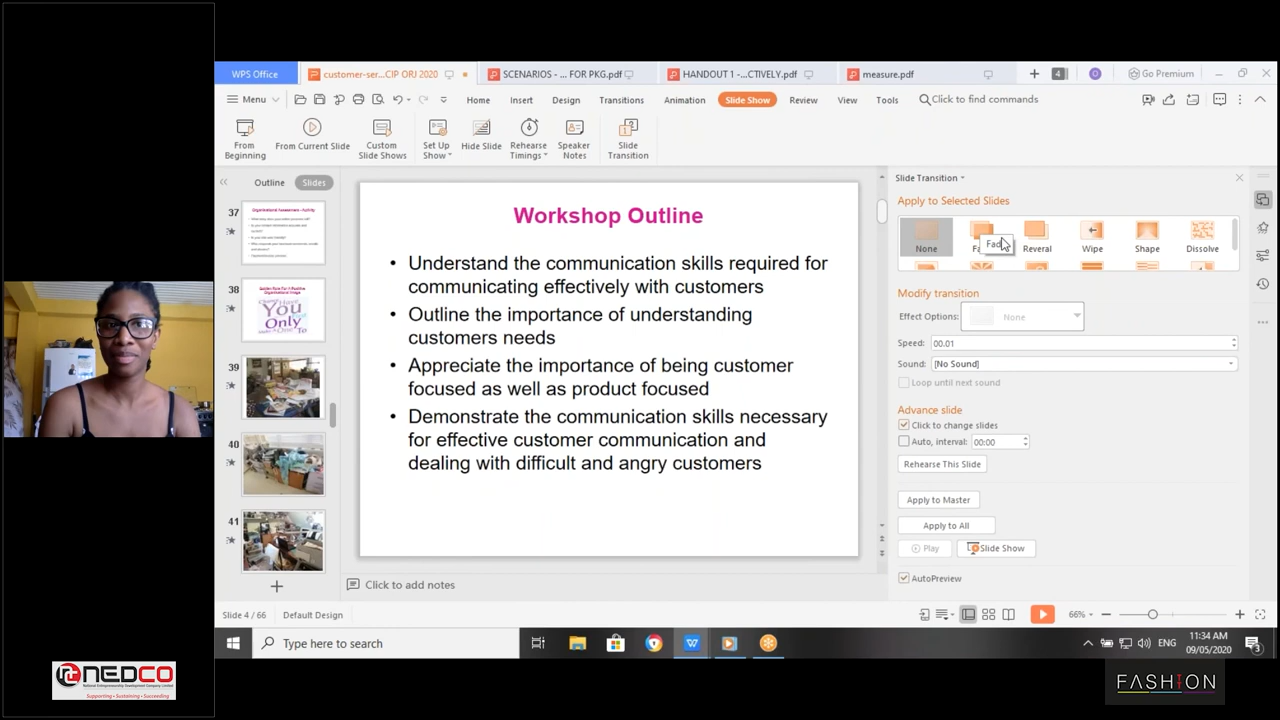 WPS Office
customer-ser...CIP ORJ 2020
SCENARIOS - ... FOR PKG.pdf
HANDOUT 1 -...CTIVELY.pdf
measure.pdf
4
Go Premium
Menu
Home
Insert
Design
Transitions
Animation
Slide Show
Review
View
Tools
Click to find commands
From Beginning
From Current Slide
Custom Slide Shows
Set Up Show
Hide Slide
Rehearse Timings
Speaker Notes
Slide Transition
Outline
Slides
37
38
You
Only
39
40
41
Workshop Outline
• Understand the communication skills required for
communicating effectively with customers
• Outline the importance of understanding
customers needs
• Appreciate the importance of being customer
focused as well as product focused
• Demonstrate the communication skills necessary
for effective customer communication and
dealing with difficult and angry customers
Click to add notes
Slide Transition
Apply to Selected Slides
None
Reveral
Wipe
Shape
Dissolve
Modify transition
Effect Options:
None
Speed:
00.01
Sound:
[No Sound]
Loop until next sound
Advance slide
Click to change slides
Auto, interval:
00:00
Rehearse This Slide
Apply to Master
Apply to All
Play
Slide Show
AutoPreview
Slide 4 / 66
Default Design
66%
Type here to search
ENG
11:34 AM
09/05/2020
3
NEDCO
National Entrepreneurship Development Company Limited
Supporting • Sustaining • Succeeding
FASHION